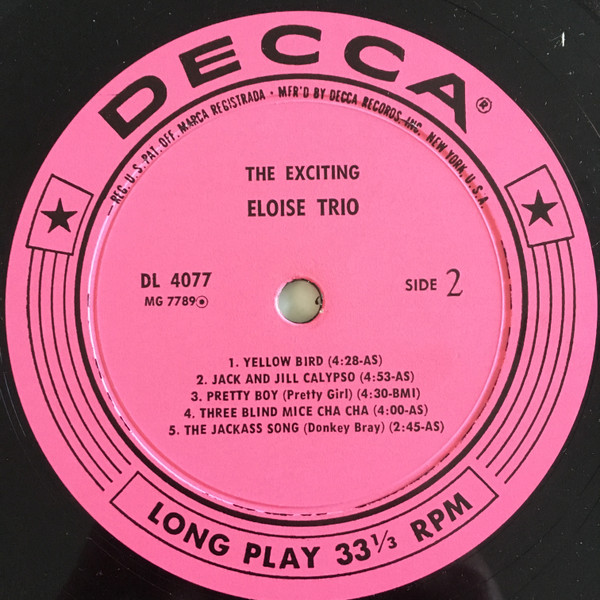 DECCA®
REG. U.S. PAT. OFF. MARCA REGISTRADA • MFR'D BY DECCA RECORDS, INC., NEW YORK, U.S.A.
THE EXCITING
ELOISE TRIO
DL 4077
MG 7789
SIDE 2
1. YELLOW BIRD (4:28-AS)
2. JACK AND JILL CALYPSO (4:53-AS)
3. PRETTY BOY (Pretty Girl) (4:30-BMI)
4. THREE BLIND MICE CHA CHA (4:00-AS)
5. THE JACKASS SONG (Donkey Bray) (2:45-AS)
LONG PLAY 33⅓ RPM